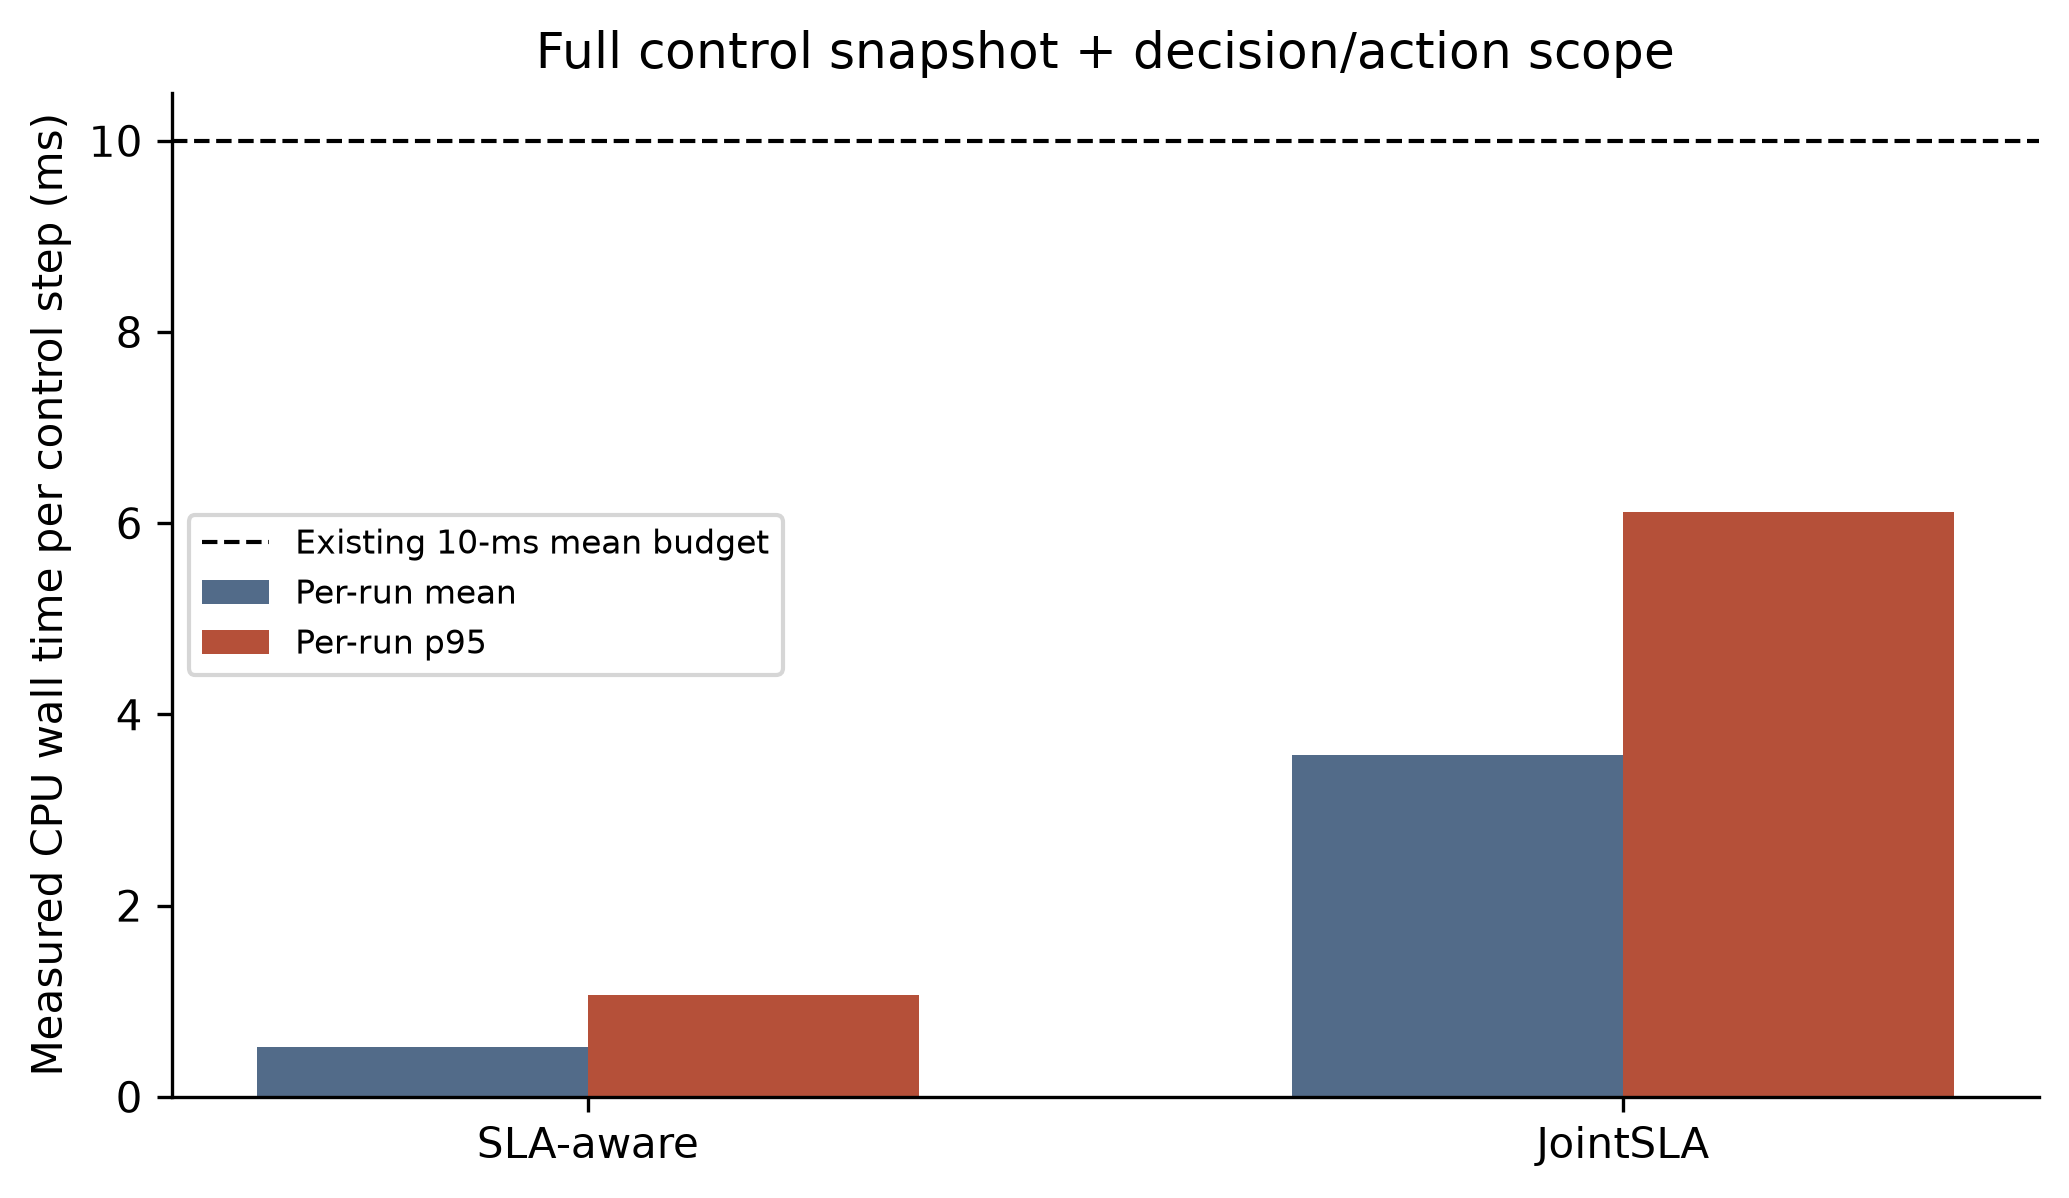 Full control snapshot + decision/action scope
Measured CPU wall time per control step (ms)
10
8
6
4
2
0
Existing 10-ms mean budget
Per-run mean
Per-run p95
SLA-aware
JointSLA